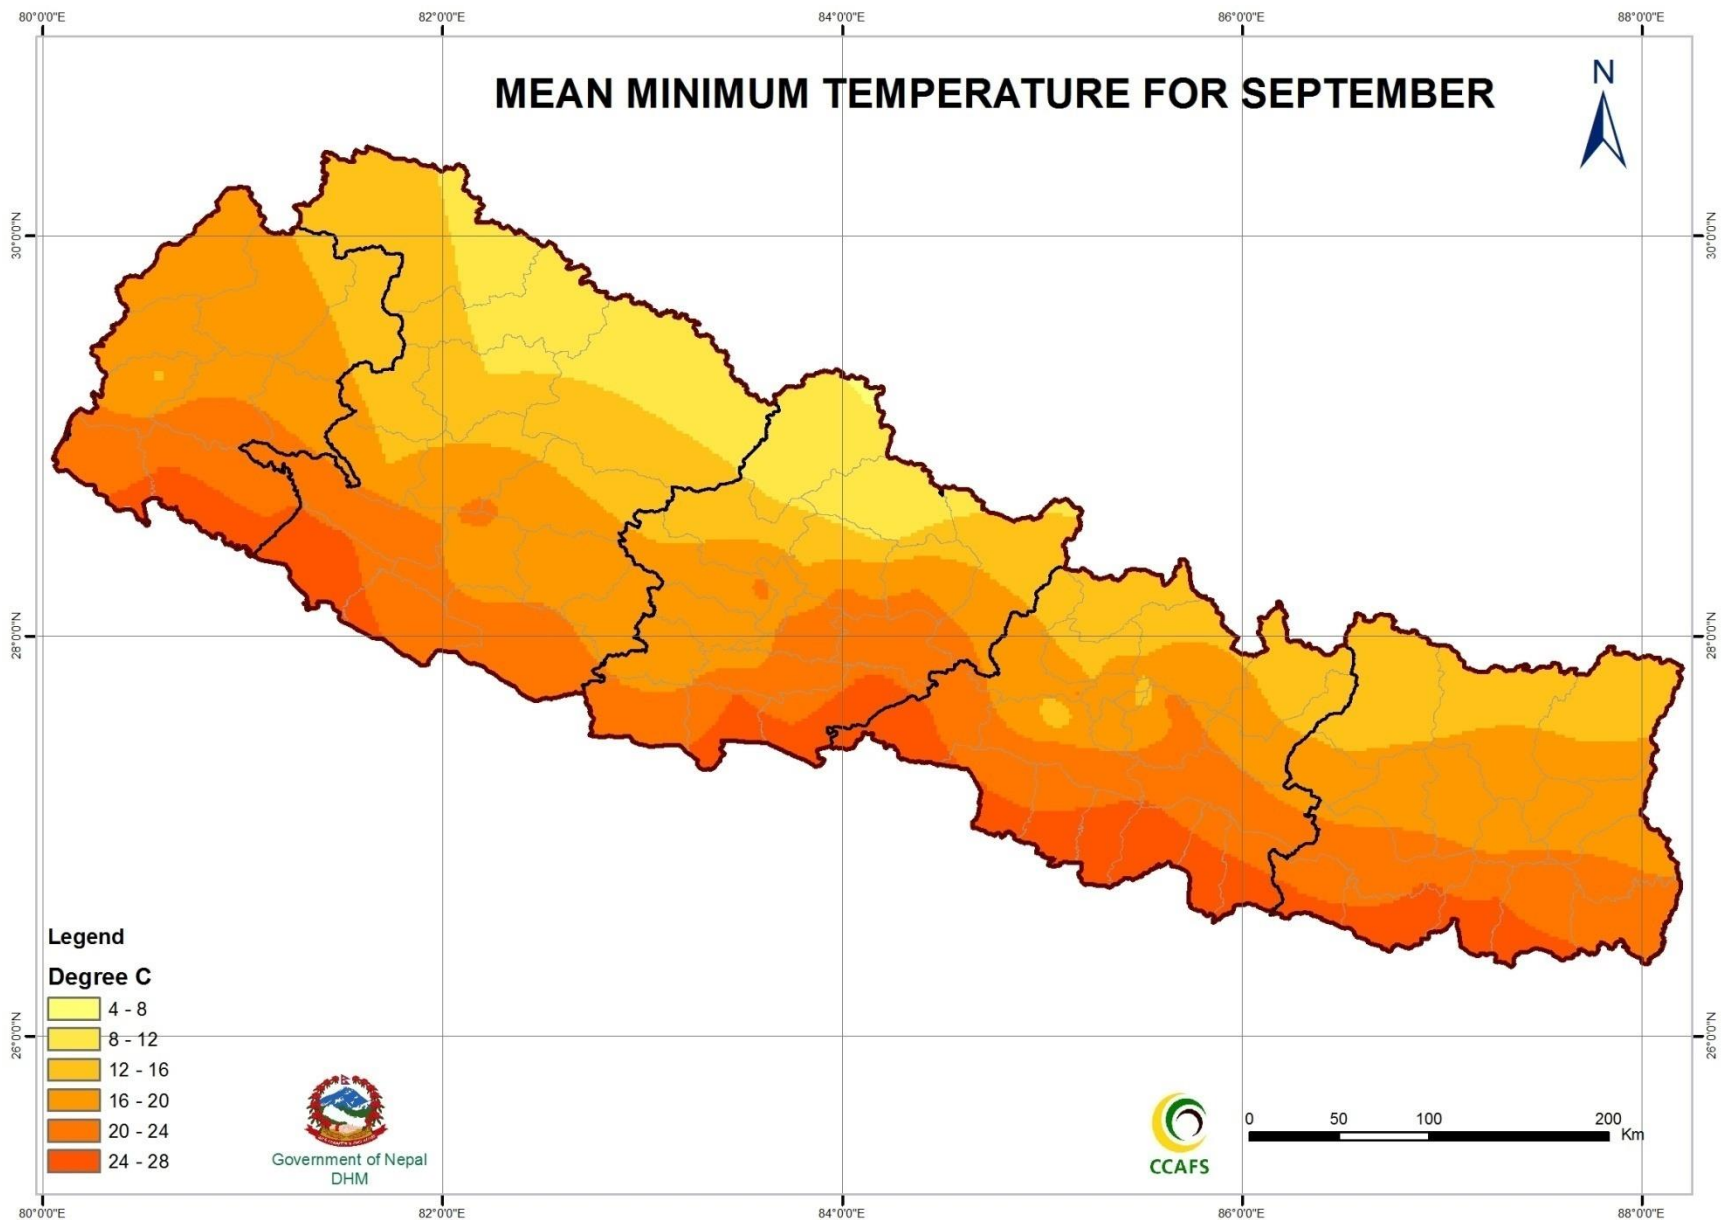 80°0'0"E 82°0'0"E 84°0'0"E 86°0'0"E 88°0'0"E
MEAN MINIMUM TEMPERATURE FOR SEPTEMBER
N
30°0'0"N 30°0'0"N
28°0'0"N 28°0'0"N
Legend
Degree C
4 - 8
8 - 12
12 - 16
16 - 20
20 - 24
24 - 28
26°0'0"N 26°0'0"N
Government of Nepal
DHM
CCAFS
0 50 100 200
Km
80°0'0"E 82°0'0"E 84°0'0"E 86°0'0"E 88°0'0"E